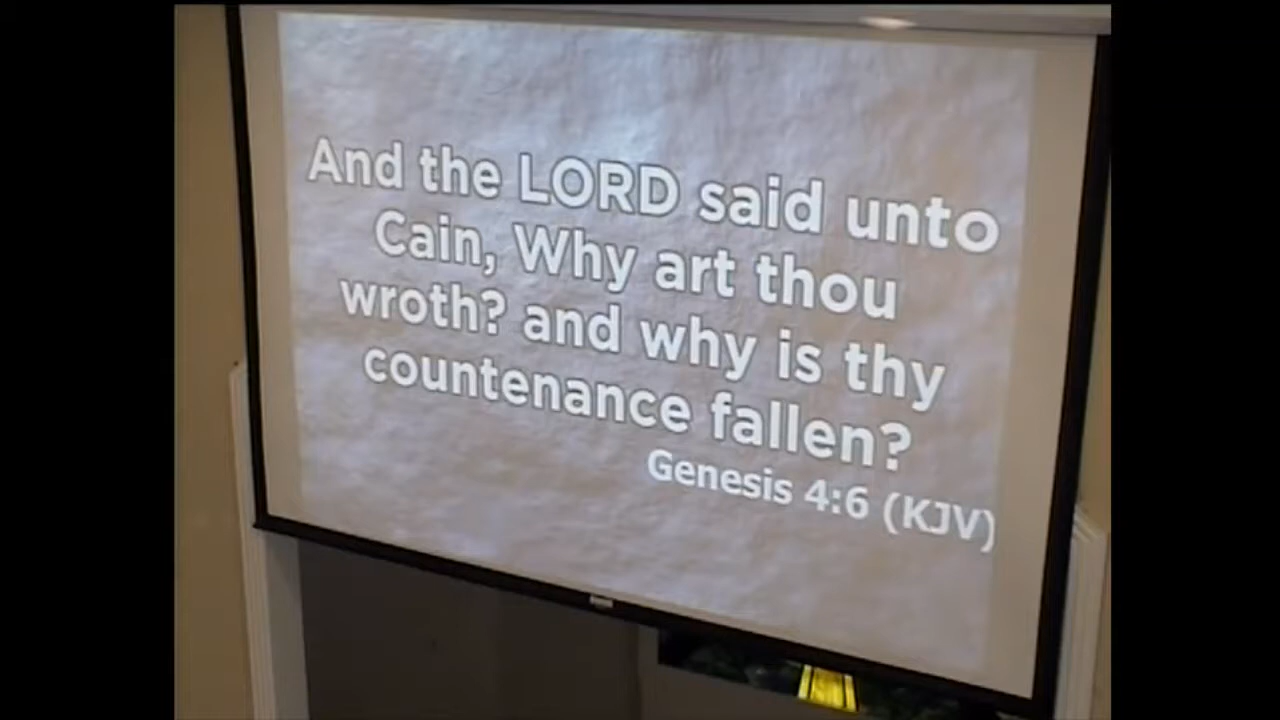 And the LORD said unto
Cain, Why art thou
wroth? and why is thy
countenance fallen?
Genesis 4:6 (KJV)